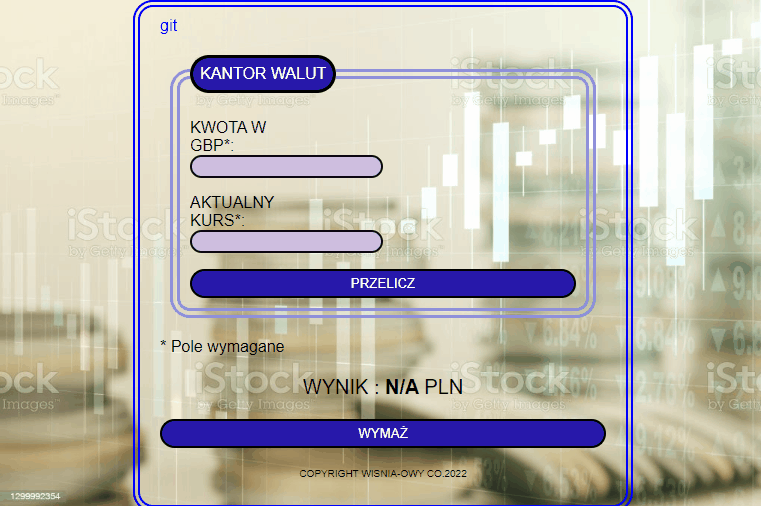 git
KANTOR WALUT
KWOTA W
GBP*:
AKTUALNY
KURS*:
PRZELICZ
* Pole wymagane
WYNIK : N/A PLN
WYMAŻ
COPYRIGHT WISNIA-OWY CO.2022
iStock
by Getty Images™
1299992354